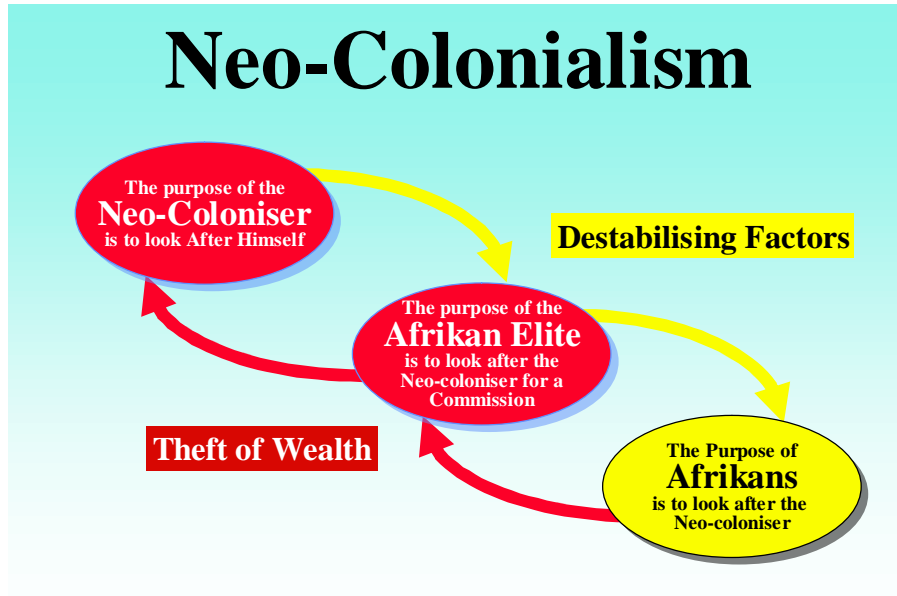 Neo-Colonialism
The purpose of the
Neo-Coloniser
is to look After Himself
Destabilising Factors
The purpose of the
Afrikan Elite
is to look after the
Neo-coloniser for a
Commission
Theft of Wealth
The Purpose of
Afrikans
is to look after the
Neo-coloniser